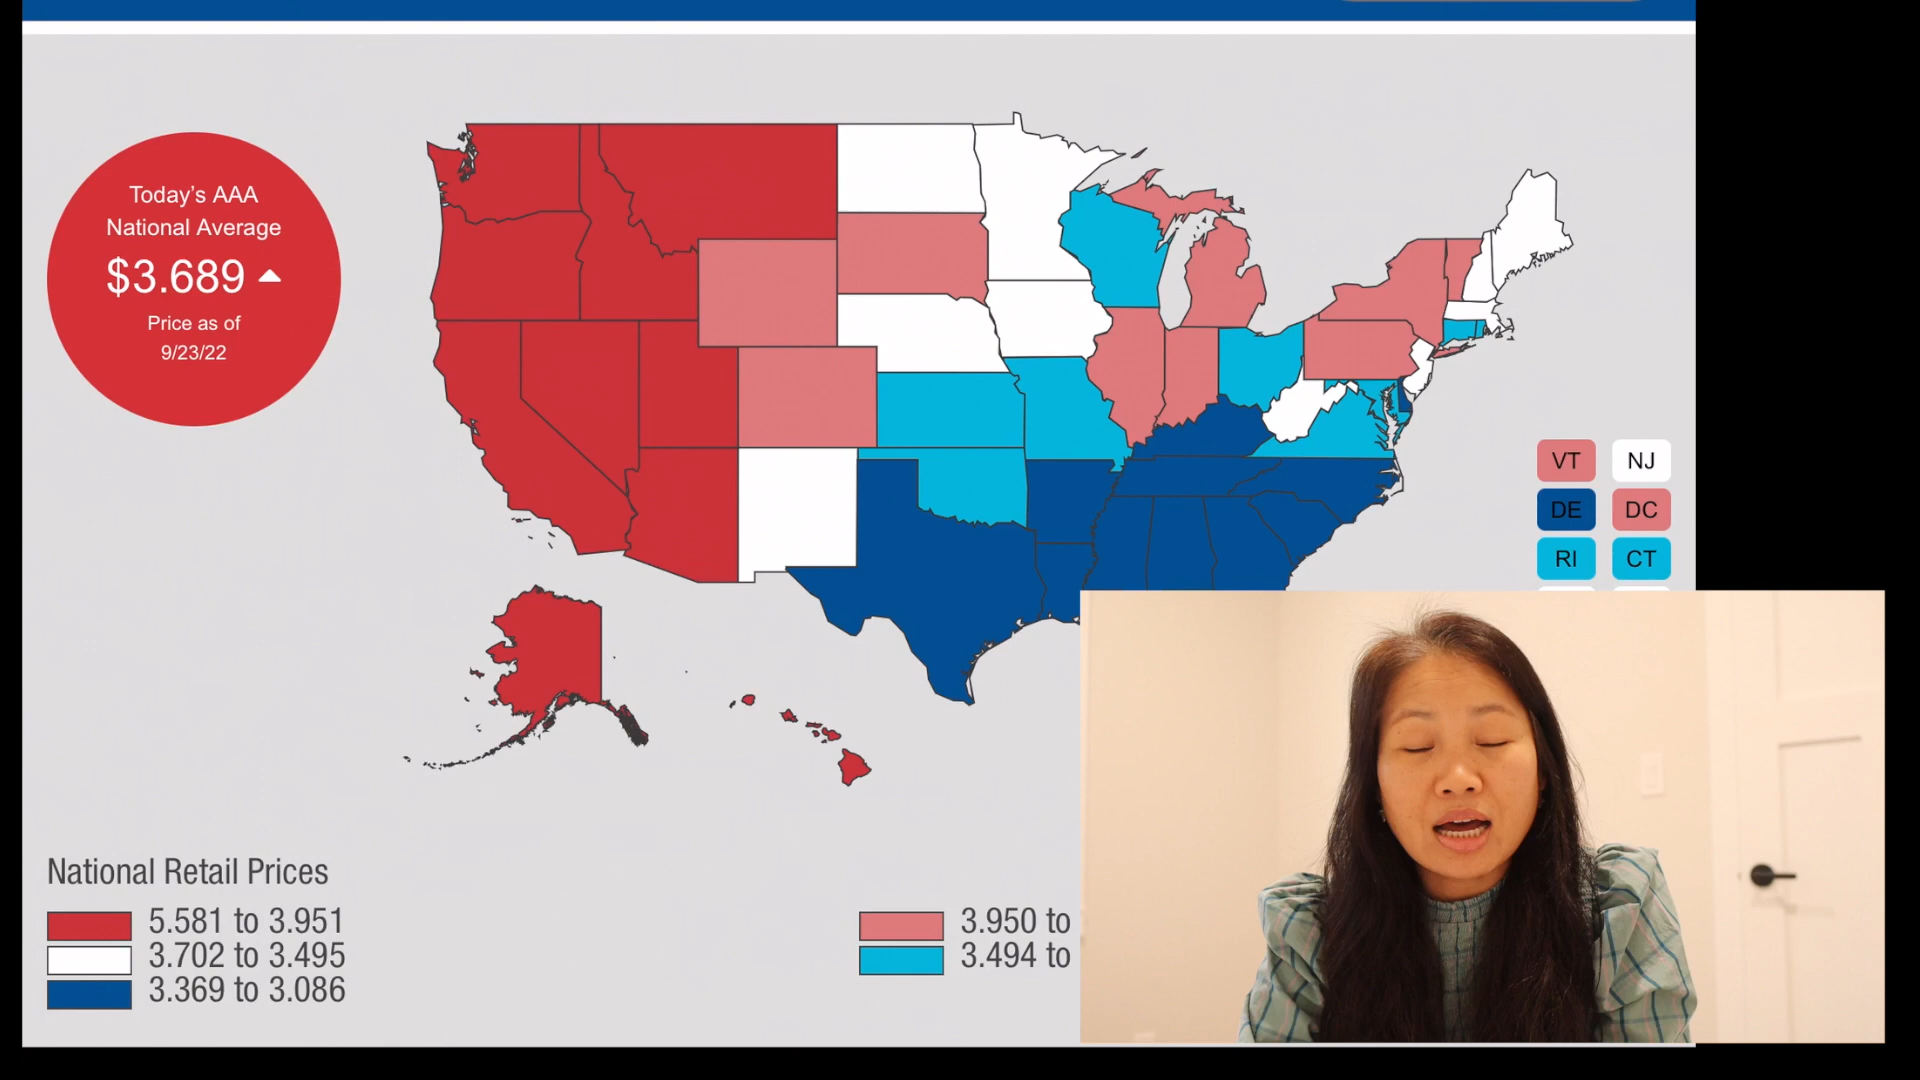 Today's AAA
National Average
$3.689
Price as of
9/23/22
VT NJ
DE DC
RI CT
National Retail Prices
5.581 to 3.951
3.950 to
3.702 to 3.495
3.494 to
3.369 to 3.086